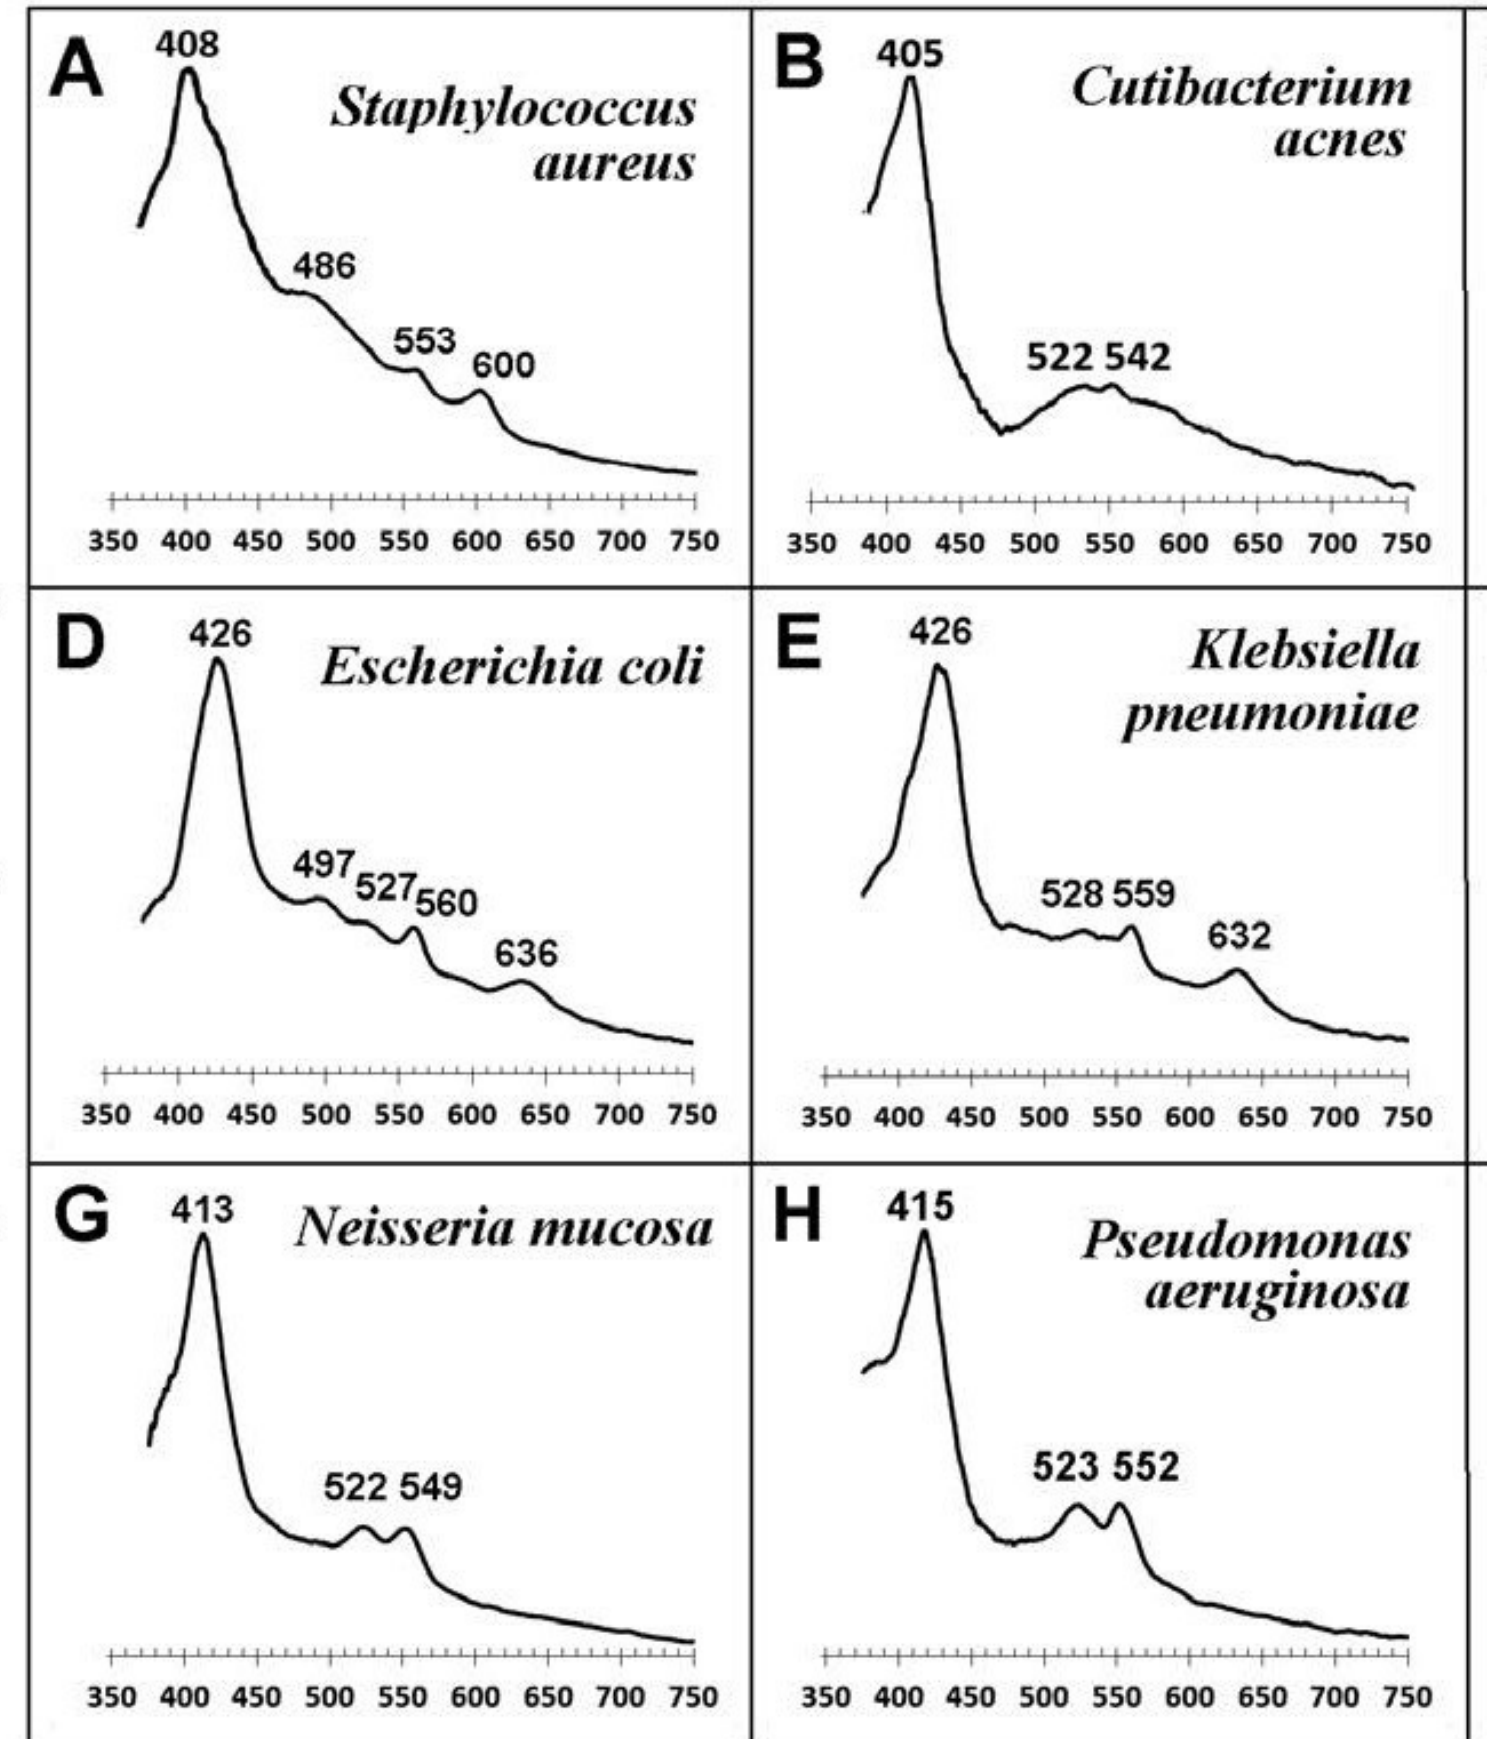 A
408
Staphylococcus
aureus
486
553
600
350 400 450 500 550 600 650 700 750
B
405
Cutibacterium
acnes
522 542
350 400 450 500 550 600 650 700 750
D
426
Escherichia coli
497
527
560
636
350 400 450 500 550 600 650 700 750
E
426
Klebsiella
pneumoniae
528 559
632
350 400 450 500 550 600 650 700 750
G
413
Neisseria mucosa
522 549
350 400 450 500 550 600 650 700 750
H
415
Pseudomonas
aeruginosa
523 552
350 400 450 500 550 600 650 700 750